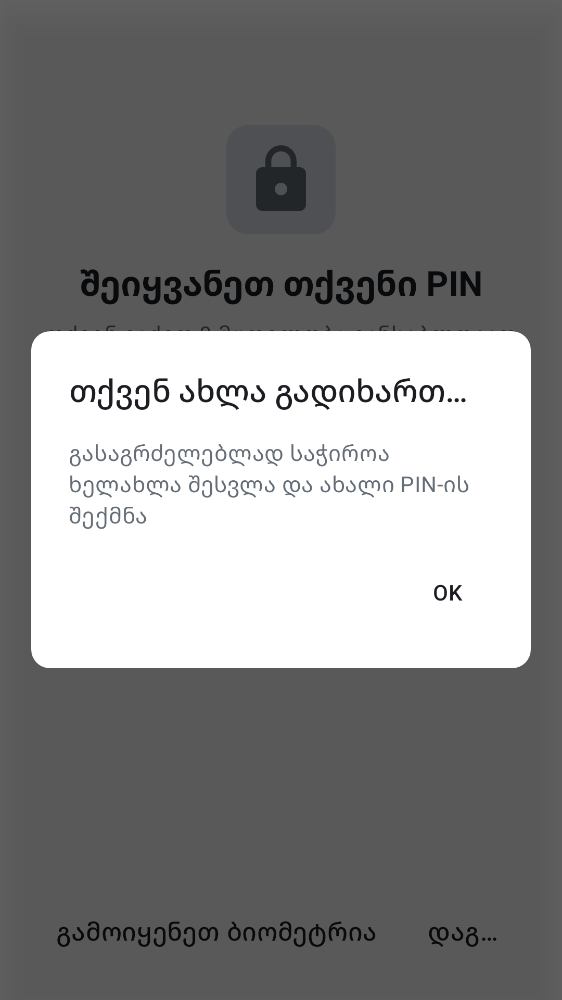 შეიყვანეთ თქვენი PIN
თქვენ ახლა გადიხართ...
გასაგრძელებლად საჭიროა
ხელახლა შესვლა და ახალი PIN-ის
შექმნა
OK
გამოიყენეთ ბიომეტრია
დაგ...